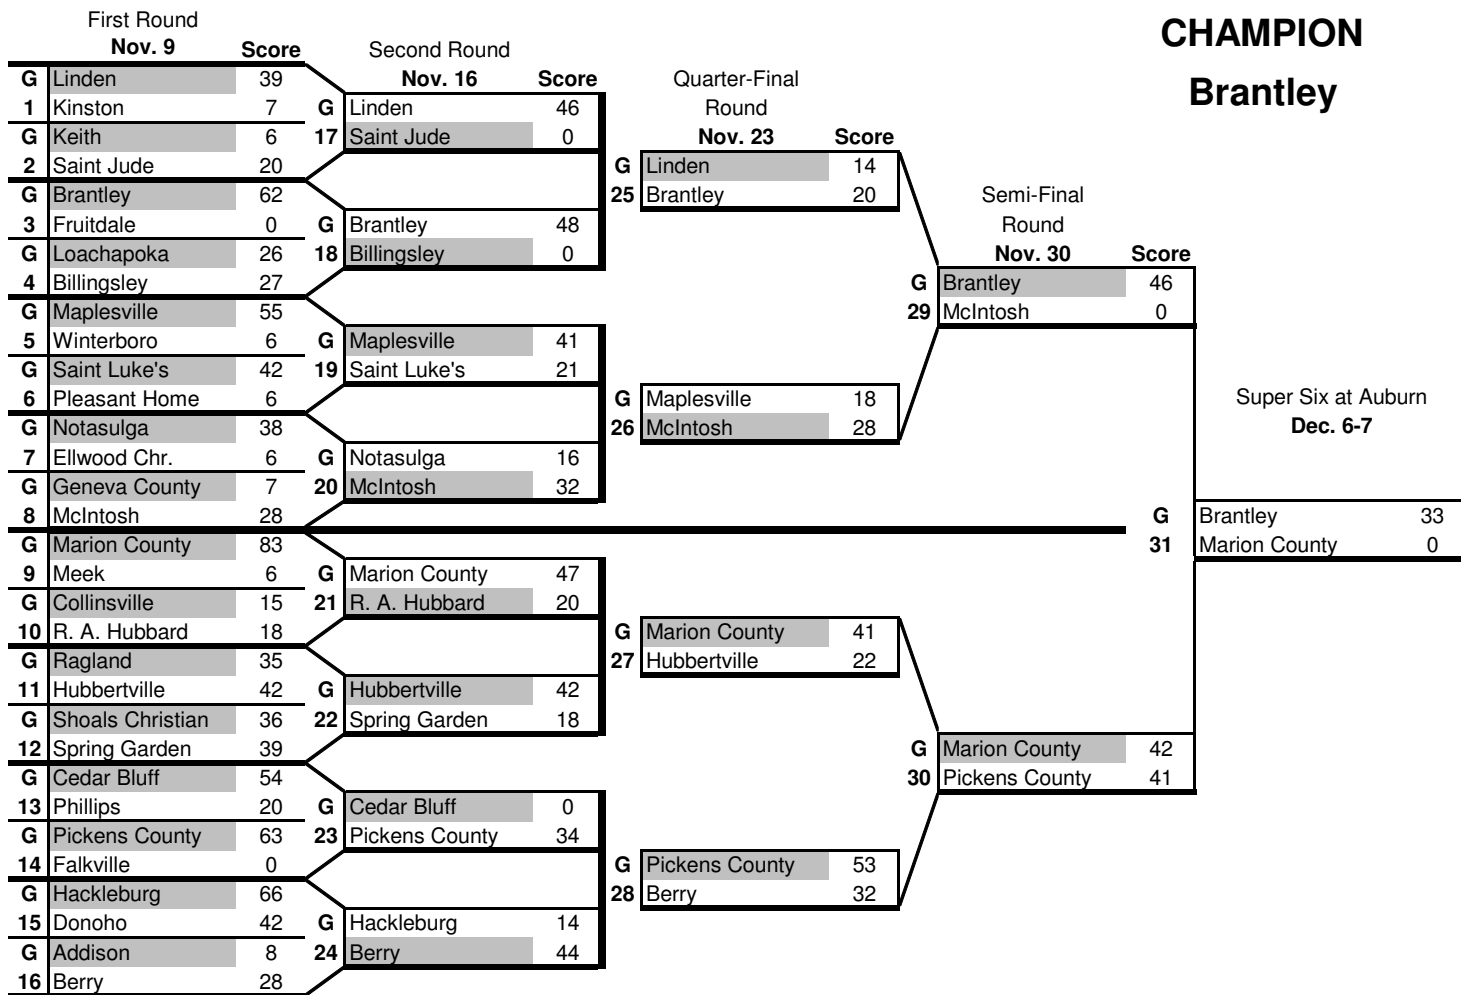 First Round
Nov. 9 Score
G Linden 39
1 Kinston 7
G Keith 6
2 Saint Jude 20
G Brantley 62
3 Fruitdale 0
G Loachapoka 26
4 Billingsley 27
G Maplesville 55
5 Winterboro 6
G Saint Luke's 42
6 Pleasant Home 6
G Notasulga 38
7 Ellwood Chr. 6
G Geneva County 7
8 McIntosh 28
G Marion County 83
9 Meek 6
G Collinsville 15
10 R. A. Hubbard 18
G Ragland 35
11 Hubbertville 42
G Shoals Christian 36
12 Spring Garden 39
G Cedar Bluff 54
13 Phillips 20
G Pickens County 63
14 Falkville 0
G Hackleburg 66
15 Donoho 42
G Addison 8
16 Berry 28
Second Round
Nov. 16 Score
G Linden 46
17 Saint Jude 0
G Brantley 48
18 Billingsley 0
G Maplesville 41
19 Saint Luke's 21
G Notasulga 16
20 McIntosh 32
G Marion County 47
21 R. A. Hubbard 20
G Hubbertville 42
22 Spring Garden 18
G Cedar Bluff 0
23 Pickens County 34
G Hackleburg 14
24 Berry 44
Quarter-Final
Round
Nov. 23 Score
G Linden 14
25 Brantley 20
G Maplesville 18
26 McIntosh 28
G Marion County 41
27 Hubbertville 22
G Pickens County 53
28 Berry 32
Semi-Final
Round
Nov. 30 Score
G Brantley 46
29 McIntosh 0
G Marion County 42
30 Pickens County 41
CHAMPION
Brantley
Super Six at Auburn
Dec. 6-7
G Brantley 33
31 Marion County 0